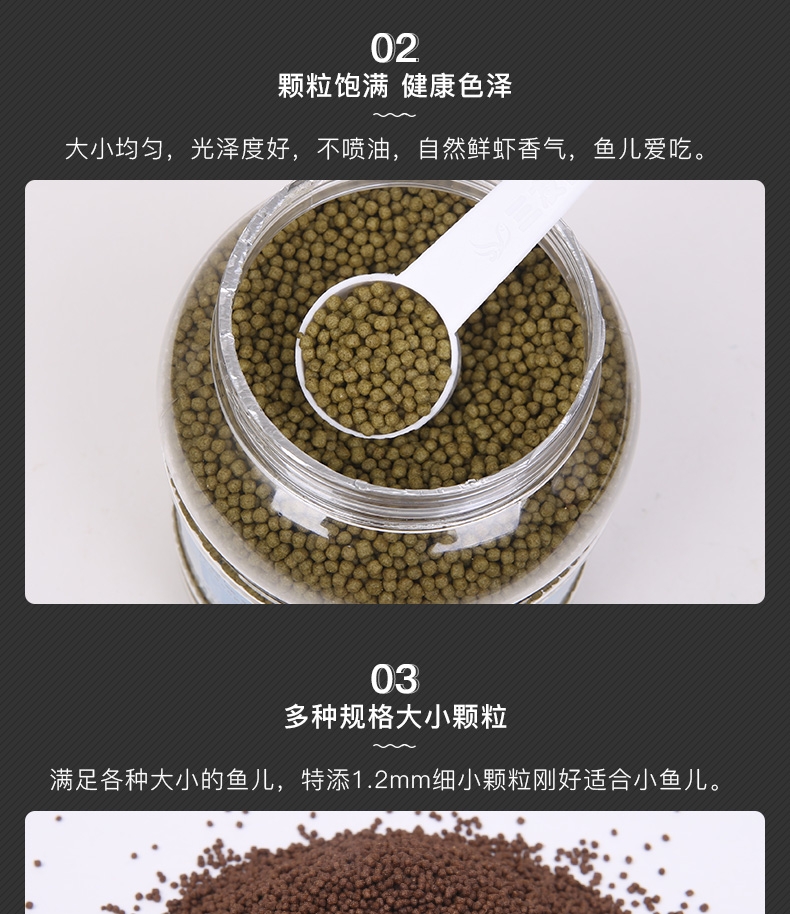 02
颗粒饱满 健康色泽
大小均匀，光泽度好，不喷油，自然鲜虾香气，鱼儿爱吃。
03
多种规格大小颗粒
满足各种大小的鱼儿，特添1.2mm细小颗粒刚好适合小鱼儿。